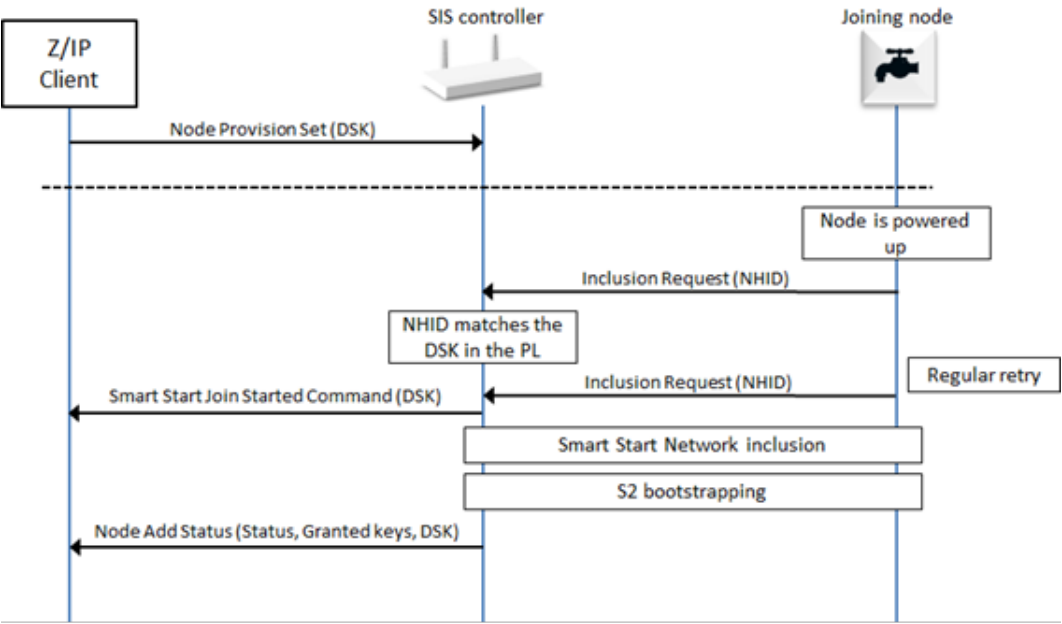 SIS controller
Joining node
Z/IP
Client
Node Provision Set (DSK)
Node is powered
up
Inclusion Request (NHID)
NHID matches the
DSK in the PL
Inclusion Request (NHID)
Regular retry
Smart Start Join Started Command (DSK)
Smart Start Network inclusion
S2 bootstrapping
Node Add Status (Status, Granted keys, DSK)